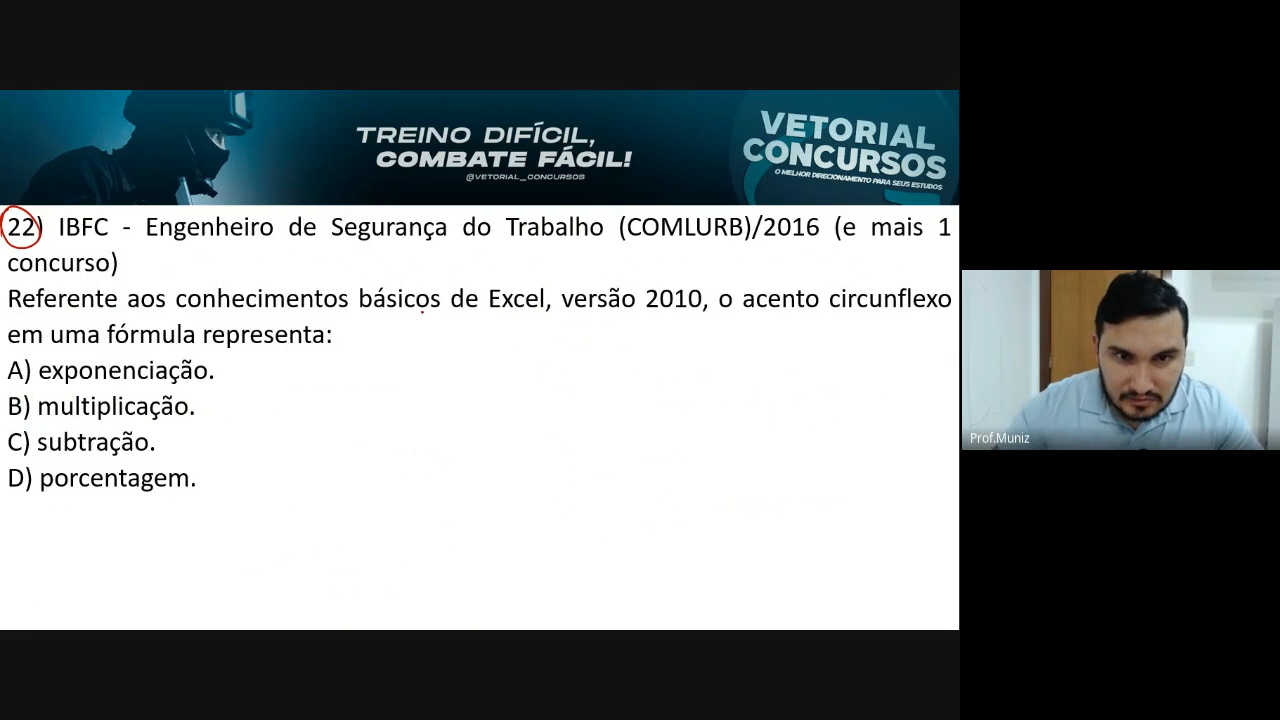 TREINO DIFÍCIL,
COMBATE FÁCIL!
@VETORIAL_CONCURSOS
VETORIAL
CONCURSOS
O MELHOR DIRECIONAMENTO PARA SEUS ESTUDOS
22) IBFC - Engenheiro de Segurança do Trabalho (COMLURB)/2016 (e mais 1
concurso)
Referente aos conhecimentos básicos de Excel, versão 2010, o acento circunflexo
em uma fórmula representa:
A) exponenciação.
B) multiplicação.
C) subtração.
D) porcentagem.
Prof.Muniz